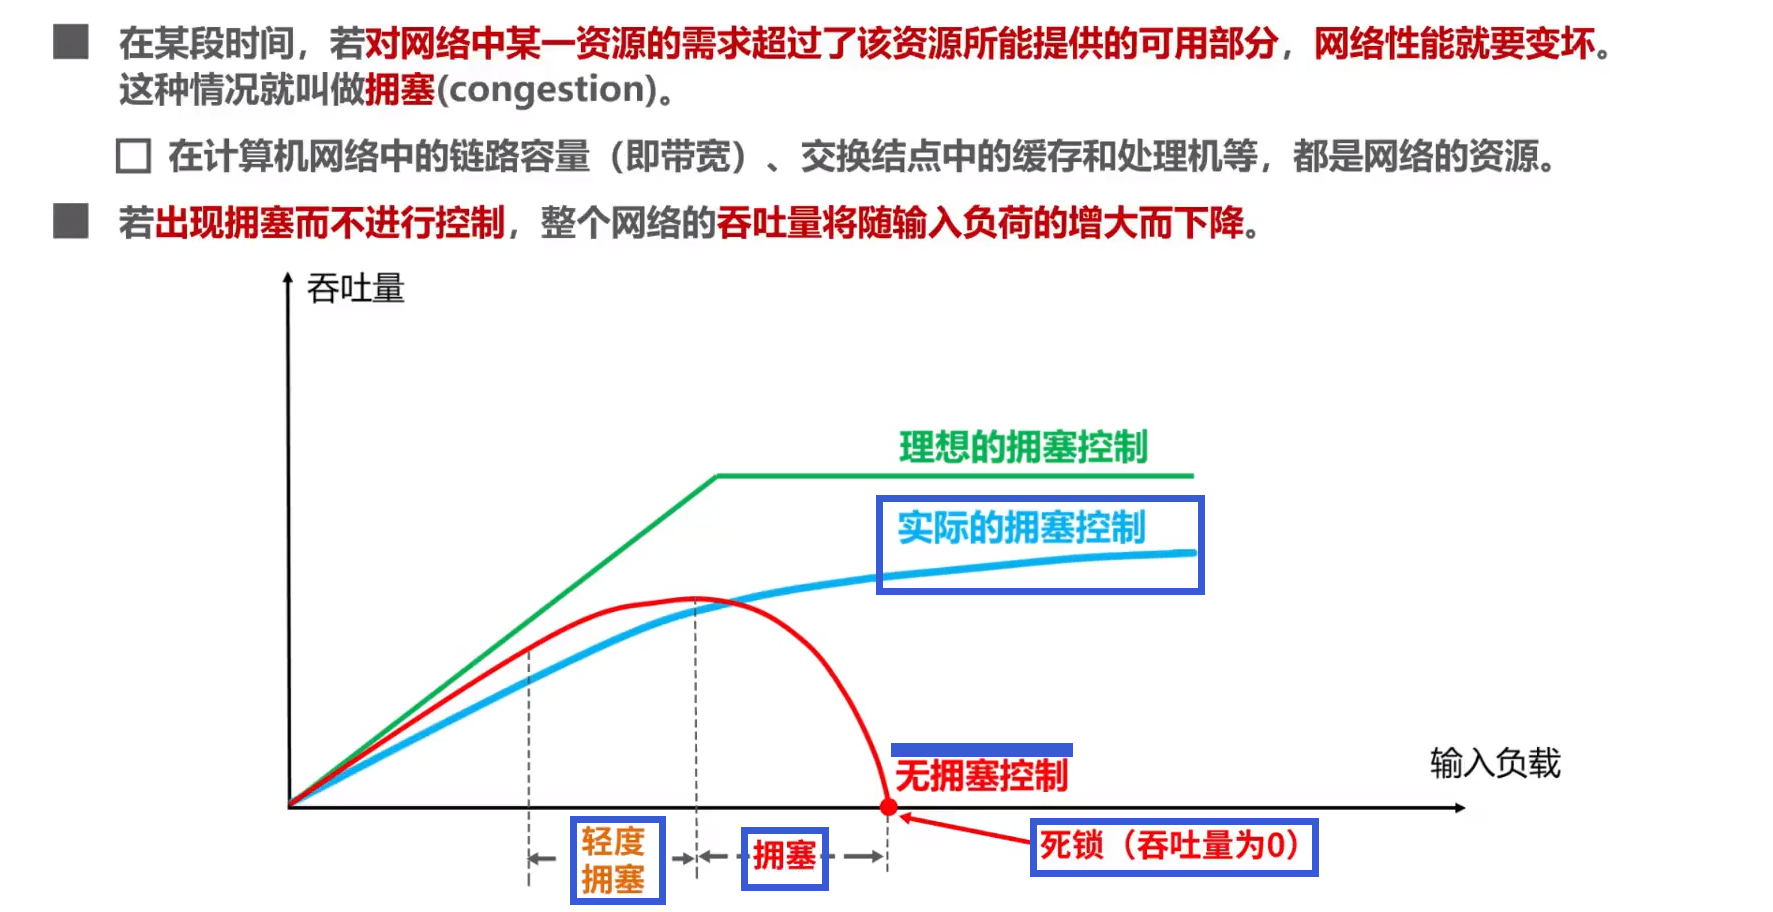 在某段时间，若对网络中某一资源的需求超过了该资源所能提供的可用部分，网络性能就要变坏。
这种情况就叫做拥塞(congestion)。
在计算机网络中的链路容量（即带宽）、交换结点中的缓存和处理机等，都是网络的资源。
若出现拥塞而不进行控制，整个网络的吞吐量将随输入负荷的增大而下降。
吞吐量
理想的拥塞控制
实际的拥塞控制
无拥塞控制
输入负载
轻度
拥塞
拥塞
死锁（吞吐量为0）